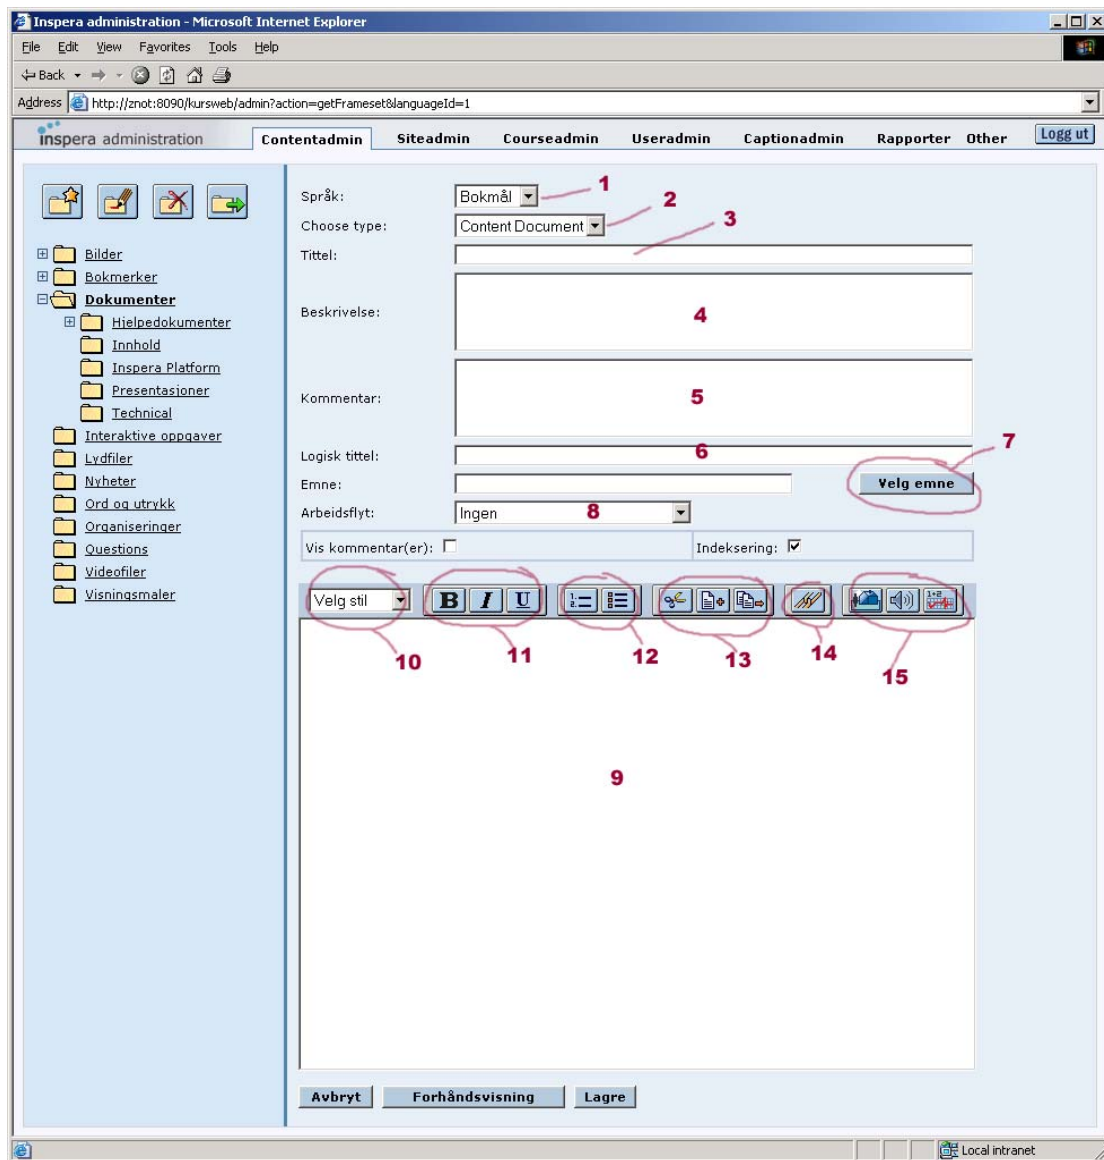 Inspera administration - Microsoft Internet Explorer
File Edit View Favorites Tools Help
Back
Address http://znot:8090/kursweb/admin?action=getFrameset&languageId=1
inspera administration Contentadmin Siteadmin Courseadmin Useradmin Captionadmin Rapporter Other Logg ut
Bilder
Bokmerker
Dokumenter
Hjelpedokumenter
Innhold
Inspera Platform
Presentasjoner
Technical
Interaktive oppgaver
Lydfiler
Nyheter
Ord og utrykk
Organiseringer
Questions
Videofiler
Visningsmaler
Språk: Bokmål 1
Choose type: Content Document 2
Tittel: 3
Beskrivelse: 4
Kommentar: 5
Logisk tittel: 6 7
Emne: Velg emne
Arbeidsflyt: Ingen 8
Vis kommentar(er): Indeksering:
Velg stil B I U
10 11 12 13 14 15
9
Avbryt Forhåndsvisning Lagre
Local intranet